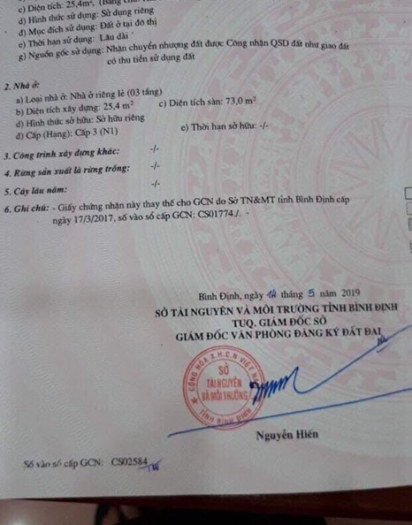 c) Diện tích: 25,4m²,
d) Hình thức sử dụng: Sử dụng riêng
đ) Mục đích sử dụng: Đất ở tại đô thị
e) Thời hạn sử dụng: Lâu dài
g) Nguồn gốc sử dụng: Nhận chuyển nhượng đất được Công nhận QSD đất như giao đất
có thu tiền sử dụng đất
2. Nhà ở:
a) Loại nhà ở: Nhà ở riêng lẻ (03 tầng)
b) Diện tích xây dựng: 25,4 m² c) Diện tích sàn: 73,0 m²
d) Hình thức sở hữu: Sở hữu riêng
đ) Cấp (Hạng): Cấp 3 (N1) e) Thời hạn sở hữu: -/-
3. Công trình xây dựng khác: -/-
4. Rừng sản xuất là rừng trồng: -/-
5. Cây lâu năm: -/-
6. Ghi chú: - Giấy chứng nhận này thay thế cho GCN do Sở TN&MT tỉnh Bình Định cấp
ngày 17/3/2017, số vào sổ cấp GCN: CS01774./. -
Bình Định, ngày tháng 5 năm 2019
SỞ TÀI NGUYÊN VÀ MÔI TRƯỜNG TỈNH BÌNH ĐỊNH
TUQ. GIÁM ĐỐC SỞ
GIÁM ĐỐC VĂN PHÒNG ĐĂNG KÝ ĐẤT ĐAI
CỘNG HÒA X.H.C.N VIỆT NAM
SỞ
TÀI NGUYÊN
VÀ MÔI TRƯỜNG
TỈNH BÌNH ĐỊNH
Nguyễn Hiến
Số vào sổ cấp GCN: CS02584